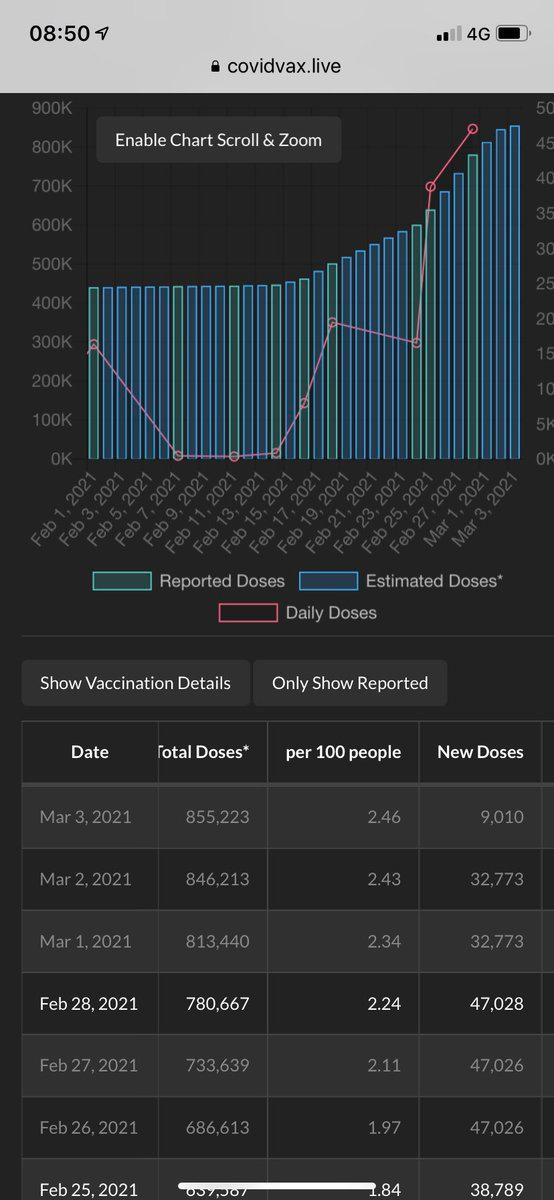 08:50 4G
covidvax.live
900K 50
Enable Chart Scroll & Zoom
800K 45
700K 40
600K 35
500K 30
400K 25
300K 20
200K 15
100K 10
5K
0K 0K
Feb 1, 2021 Feb 3, 2021 Feb 5, 2021 Feb 7, 2021 Feb 9, 2021 Feb 11, 2021 Feb 13, 2021 Feb 15, 2021 Feb 17, 2021 Feb 19, 2021 Feb 21, 2021 Feb 23, 2021 Feb 25, 2021 Feb 27, 2021 Mar 1, 2021 Mar 3, 2021
Reported Doses Estimated Doses*
Daily Doses
Show Vaccination Details Only Show Reported
Date Total Doses* per 100 people New Doses
Mar 3, 2021 855,223 2.46 9,010
Mar 2, 2021 846,213 2.43 32,773
Mar 1, 2021 813,440 2.34 32,773
Feb 28, 2021 780,667 2.24 47,028
Feb 27, 2021 733,639 2.11 47,026
Feb 26, 2021 686,613 1.97 47,026
Feb 25, 2021 639,587 1.84 38,789